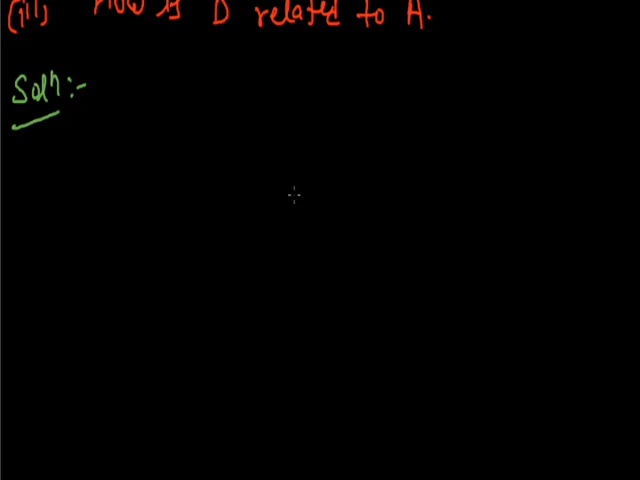 (iii) How is D related to A.
Solⁿ:-